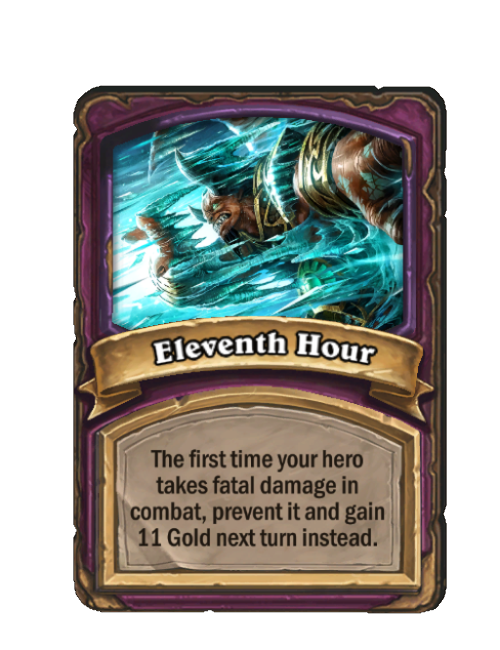 Eleventh Hour
The first time your hero
takes fatal damage in
combat, prevent it and gain
11 Gold next turn instead.